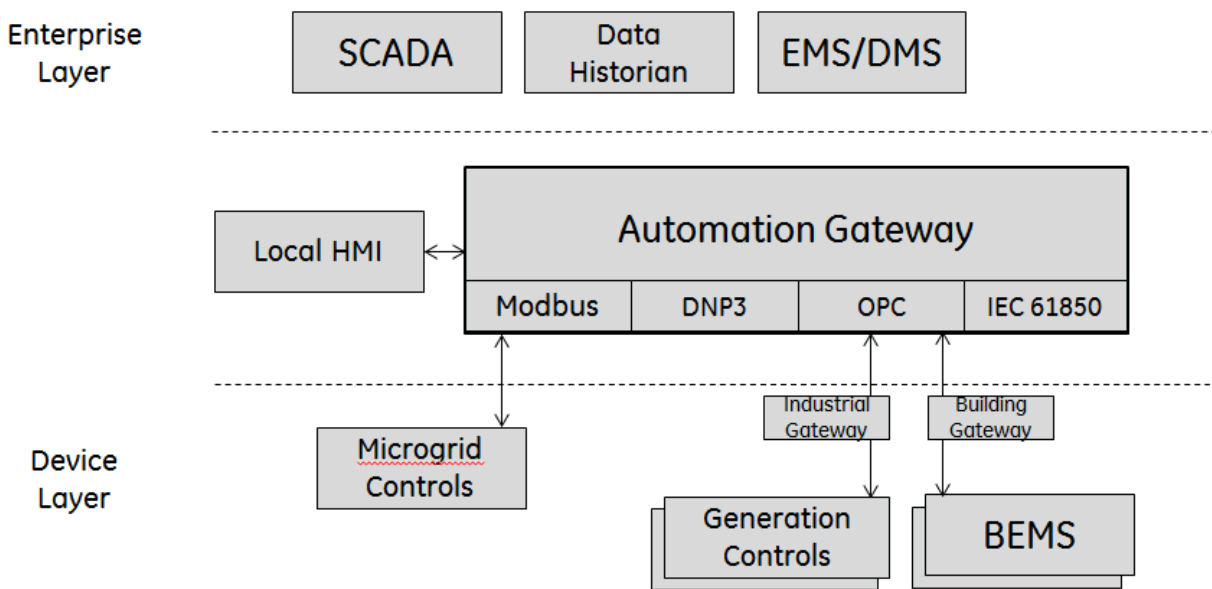 Enterprise
Layer
SCADA
Data
Historian
EMS/DMS
Automation Gateway
Local HMI
Modbus
DNP3
OPC
IEC 61850
Industrial
Gateway
Building
Gateway
Device
Layer
Microgrid
Controls
Generation
Controls
BEMS